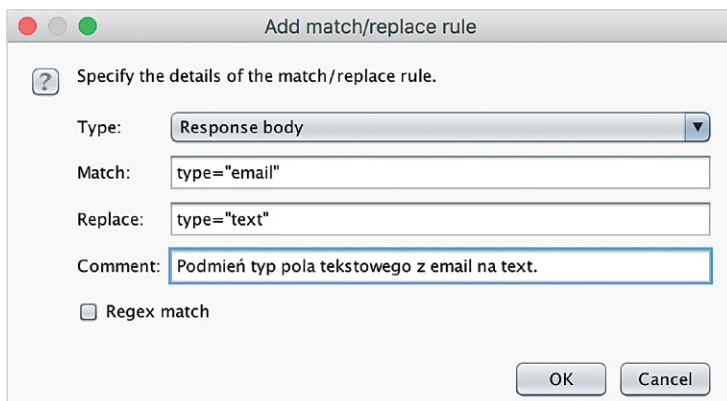 Add match/replace rule
? Specify the details of the match/replace rule.
Type: Response body
Match: type="email"
Replace: type="text"
Comment: Podmień typ pola tekstowego z email na text.
Regex match
OK Cancel